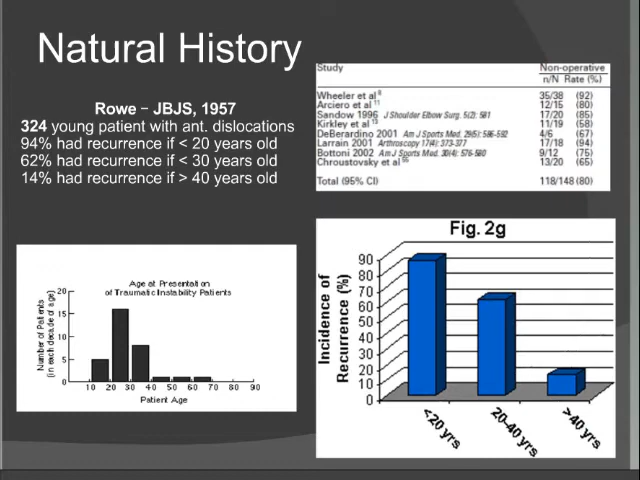 Natural History
Rowe – JBJS, 1957
324 young patient with ant. dislocations
94% had recurrence if < 20 years old
62% had recurrence if < 30 years old
14% had recurrence if > 40 years old
Study Non-operative
n/N Rate (%)
Wheeler et al 35/38 (92)
Arciero et al 11 12/15 (80)
Sandow 1996 J Shoulder Elbow Surg. 5(2): S81 17/20 (85)
Kirkley et al 11/19 (58)
DeBerardino 2001 Am J Sports Med. 29(5): 586-592 4/6 (67)
Larrain 2001 Arthroscopy 17(4): 373-377 17/18 (94)
Bottoni 2002 Am J Sports Med. 30(4): 576-580 9/12 (75)
Chroustovsky et al 13/20 (65)
Total (95% CI) 118/148 (80)
Age at Presentation
of Traumatic Instability Patients
Number of Patients
(in each decade of age)
20
15
10
5
0
10 20 30 40 50 60 70 80 90
Patient Age
Fig. 2g
Incidence of
Recurrence (%)
90
80
70
60
50
40
30
20
10
0
<20 yrs
20-40 yrs
>40 yrs